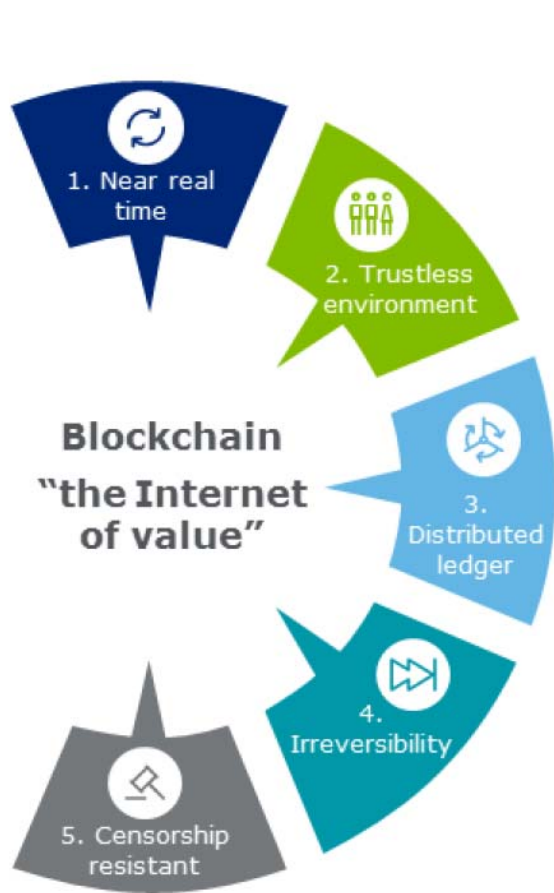 1. Near real
time
2. Trustless
environment
Blockchain
“the Internet
of value”
3.
Distributed
ledger
4.
Irreversibility
5. Censorship
resistant